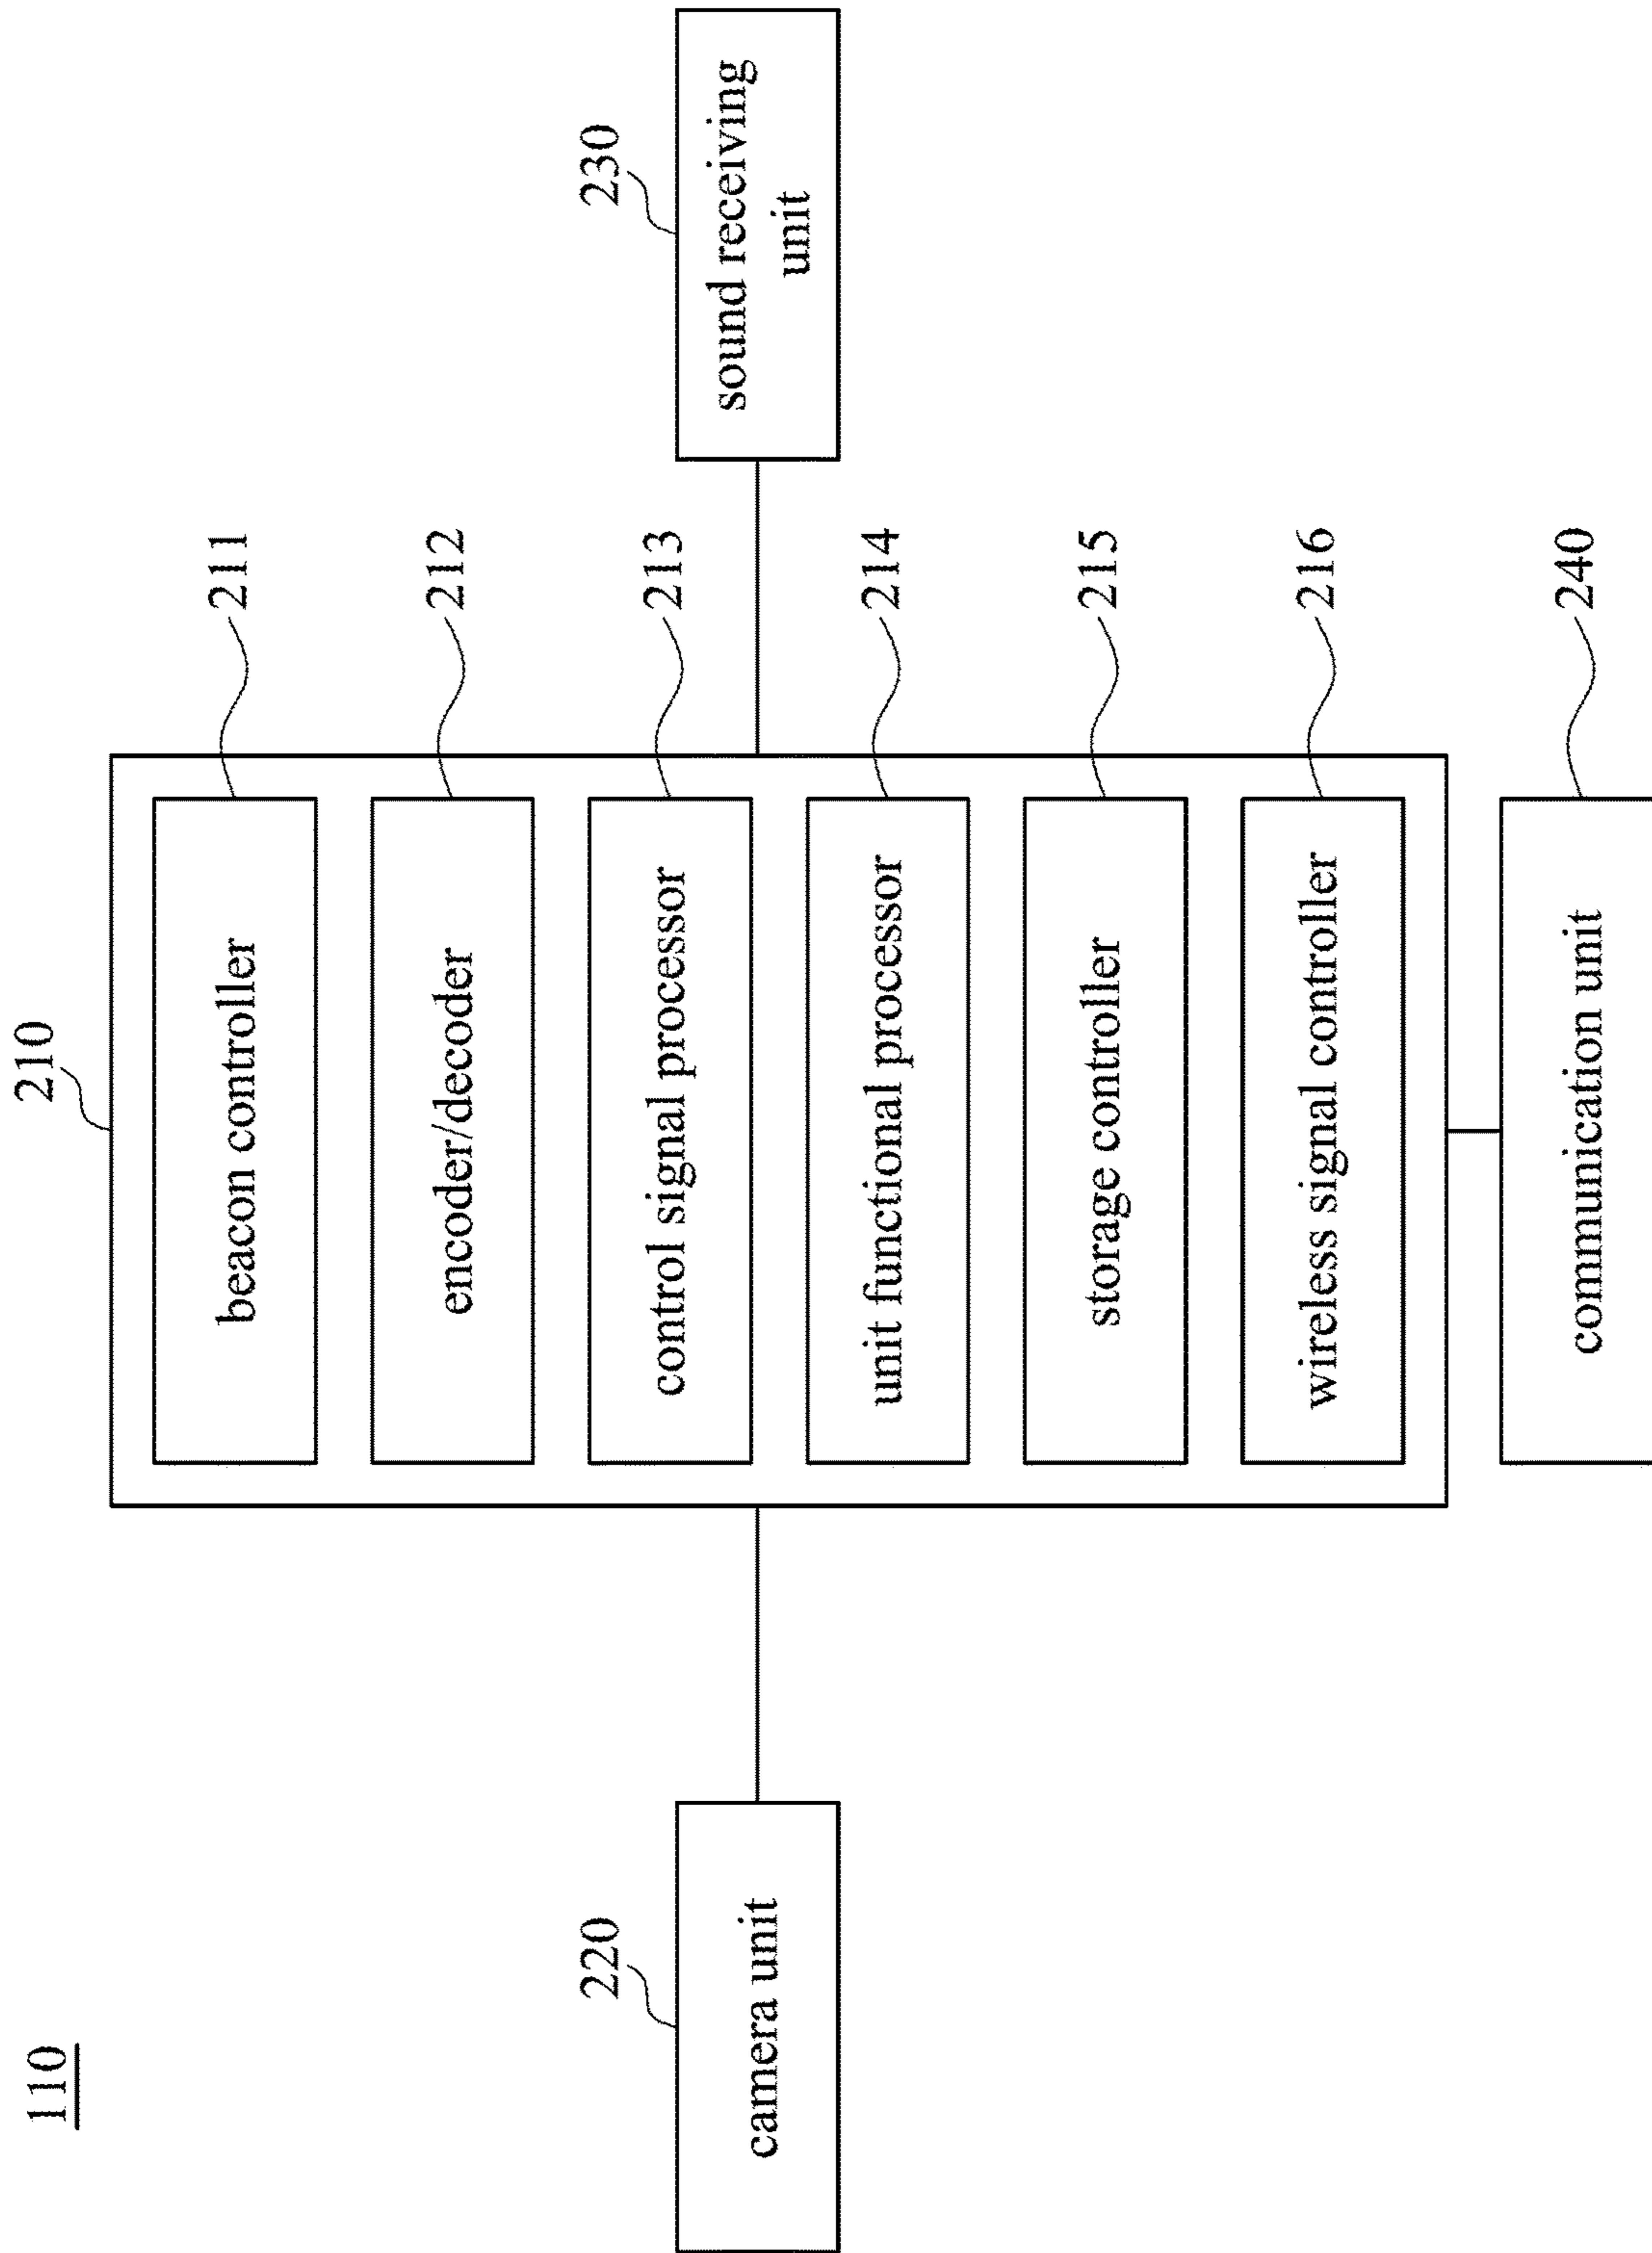 110
210
beacon controller
211
encoder/decoder
212
control signal processor
213
unit functional processor
214
storage controller
215
wireless signal controller
216
220
camera unit
230
sound receiving
unit
communication unit
240